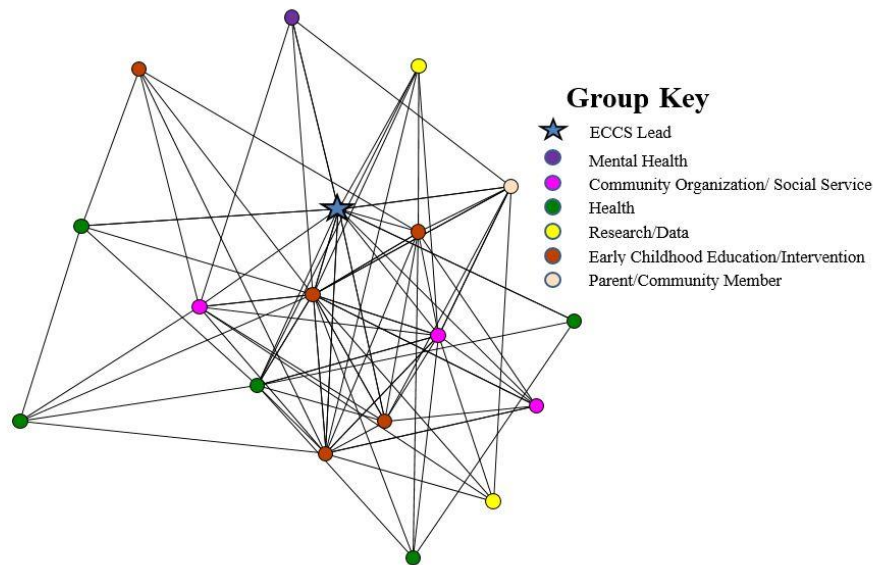 Group Key
ECCS Lead
Mental Health
Community Organization/ Social Service
Health
Research/Data
Early Childhood Education/Intervention
Parent/Community Member